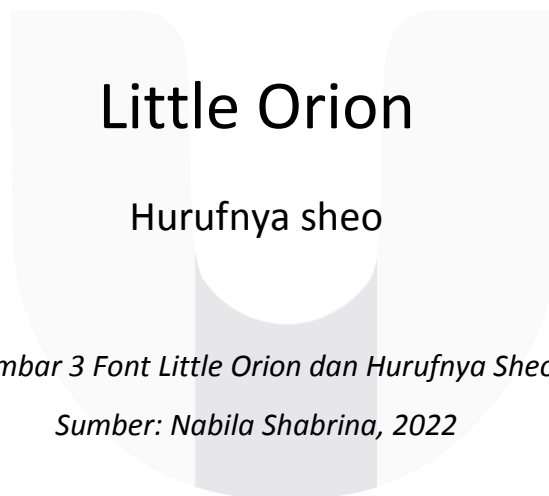 Little Orion
Hurufnya sheo
mbar 3 Font Little Orion dan Hurufnya Sheo
Sumber: Nabila Shabrina, 2022